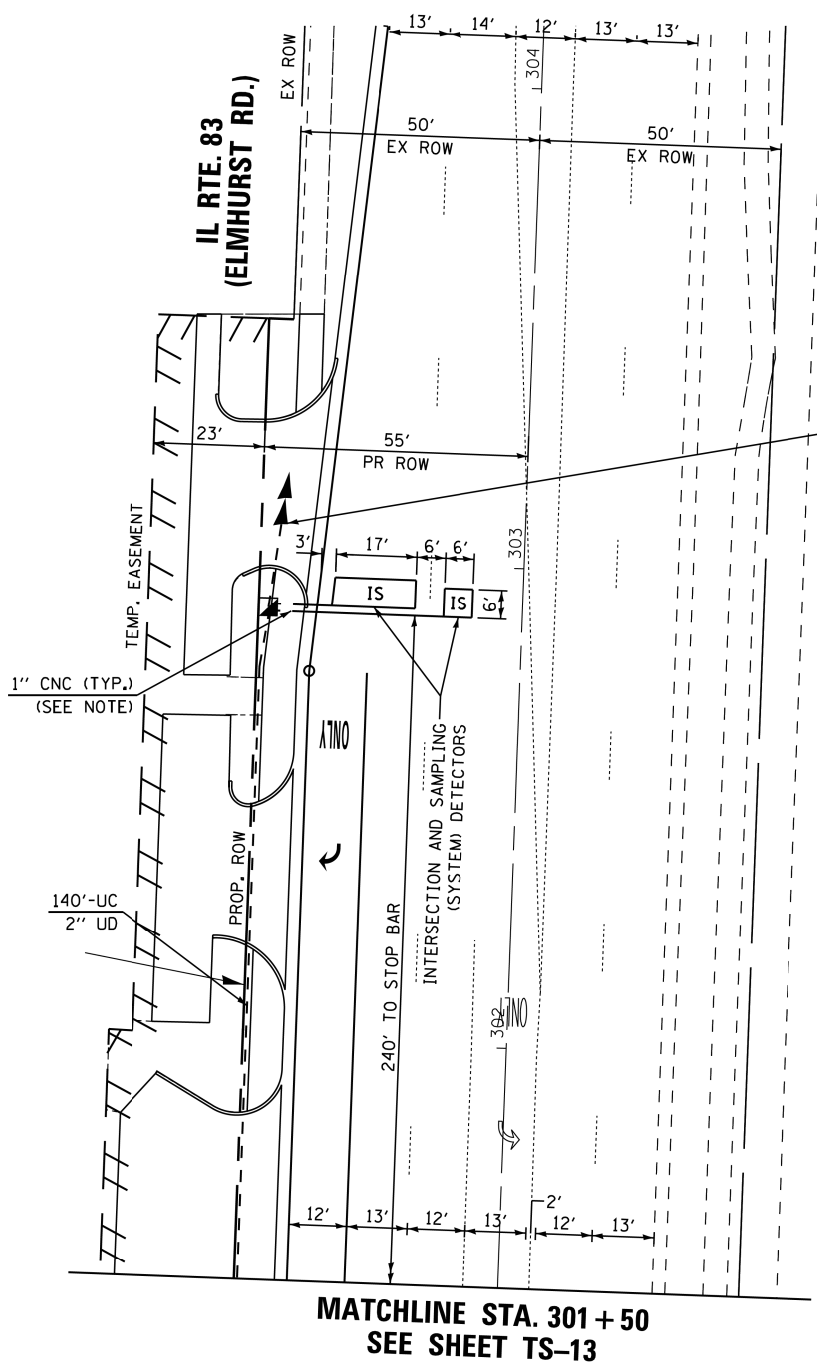 13' 14' 12' 13' 13'
304
EX ROW
IL RTE. 83
(ELMHURST RD.)
50' 50'
EX ROW EX ROW
23' 55'
PR ROW
TEMP. EASEMENT
303
3' 17' 6' 6'
IS IS 6'
1" CNC (TYP.)
(SEE NOTE)
ONLY
INTERSECTION AND SAMPLING
(SYSTEM) DETECTORS
PROP. ROW
140'-UC
2" UD
240' TO STOP BAR
302
ONLY
2'
12' 13' 12' 13' 12' 13'
MATCHLINE STA. 301+50
SEE SHEET TS-13